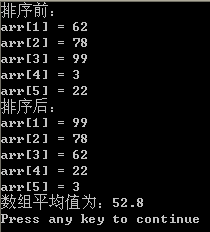 排序前：
arr[1] = 62
arr[2] = 78
arr[3] = 99
arr[4] = 3
arr[5] = 22
排序后：
arr[1] = 99
arr[2] = 78
arr[3] = 62
arr[4] = 22
arr[5] = 3
数组平均值为：52.8
Press any key to continue